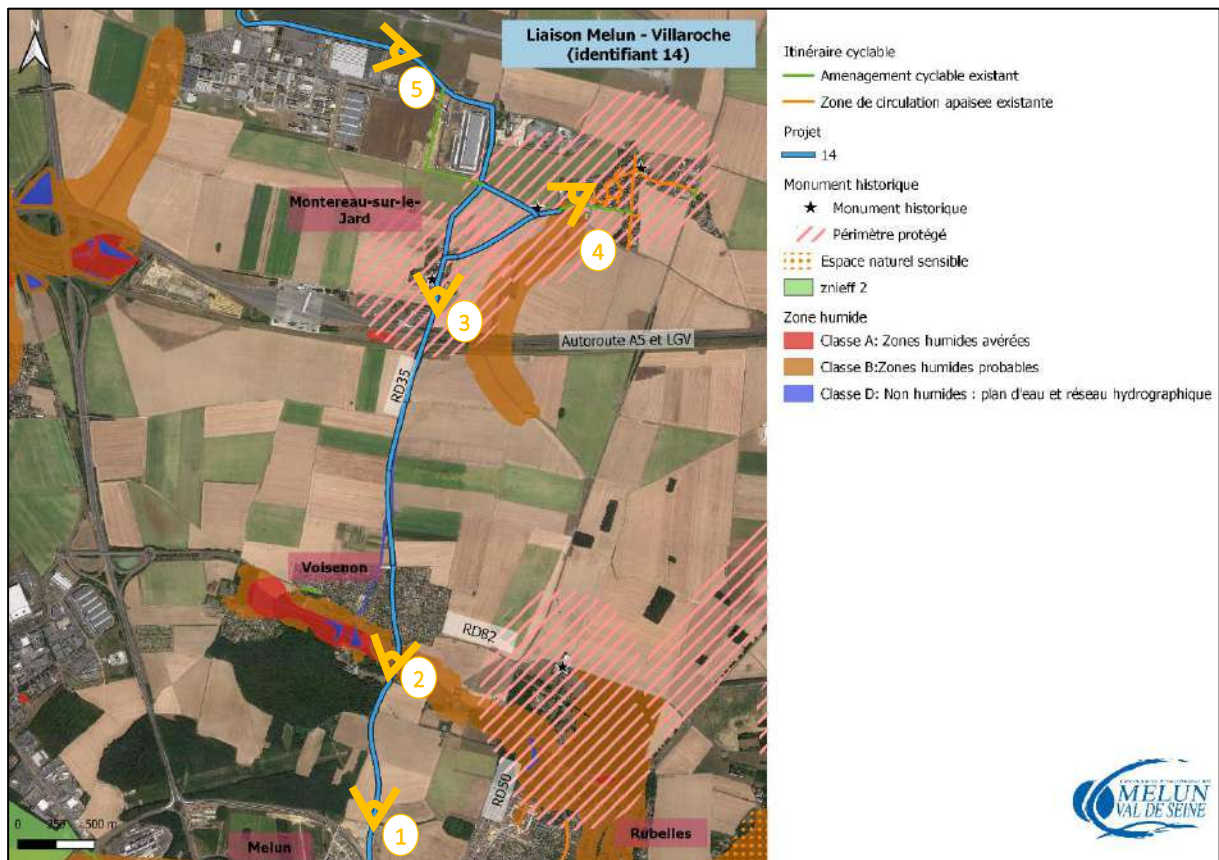 N
Liaison Melun - Villaroche
(identifiant 14)
5
Montereau-sur-le-
Jard
4
3
Autoroute A5 et LGV
RD35
Voisenon
RD82
2
RD50
1
Melun
Rubelles
0 250 500 m
Itinéraire cyclable
Amenagement cyclable existant
Zone de circulation apaisee existante
Projet
14
Monument historique
Monument historique
Périmètre protégé
Espace naturel sensible
znieff 2
Zone humide
Classe A: Zones humides avérées
Classe B:Zones humides probables
Classe D: Non humides : plan d'eau et réseau hydrographique
MELUN
VAL DE SEINE